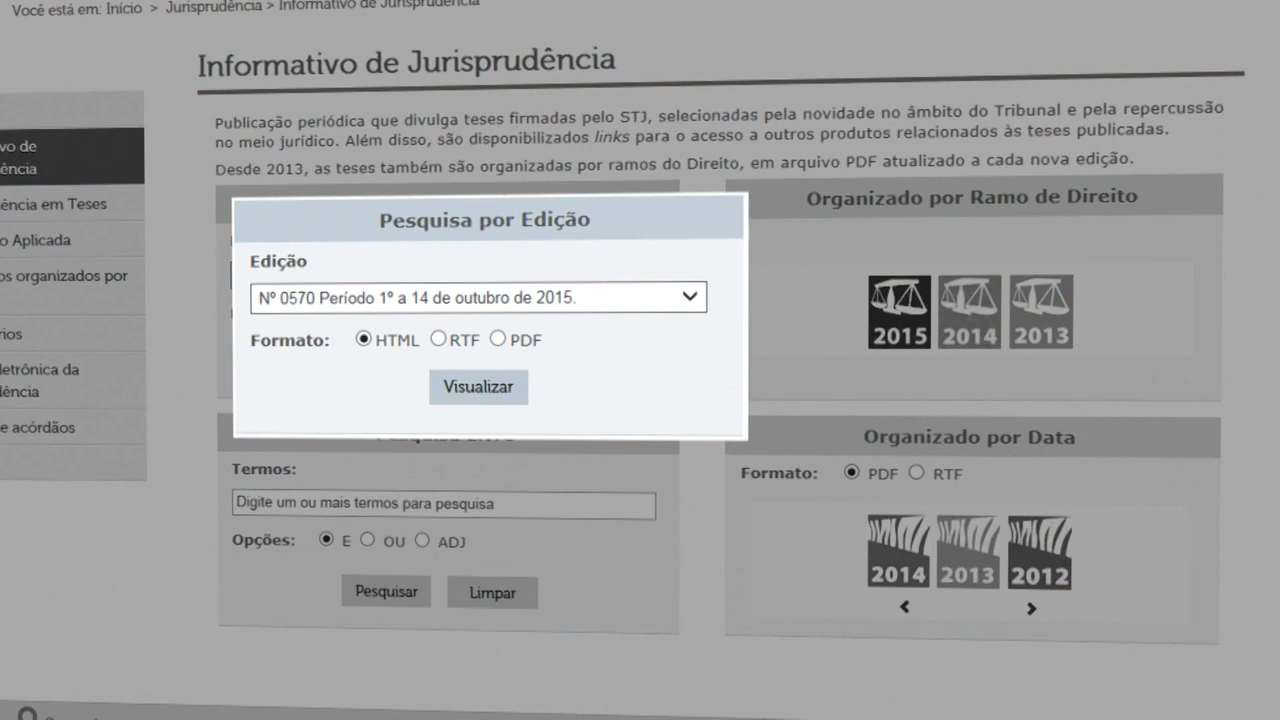 Você está em: Início > Jurisprudência > Informativo de Jurisprudência
Informativo de Jurisprudência
Publicação periódica que divulga teses firmadas pelo STJ, selecionadas pela novidade no âmbito do Tribunal e pela repercussão
no meio jurídico. Além disso, são disponibilizados links para o acesso a outros produtos relacionados às teses publicadas.
Desde 2013, as teses também são organizadas por ramos do Direito, em arquivo PDF atualizado a cada nova edição.
vo de
ência
ência em Teses
o Aplicada
os organizados por
rios
letrônica da
dência
e acórdãos
Pesquisa por Edição
Edição
Nº 0570 Período 1º a 14 de outubro de 2015.
Formato: HTML RTF PDF
Visualizar
Organizado por Ramo de Direito
2015 2014 2013
Termos:
Digite um ou mais termos para pesquisa
Opções: E OU ADJ
Pesquisar Limpar
Organizado por Data
Formato: PDF RTF
2014 2013 2012